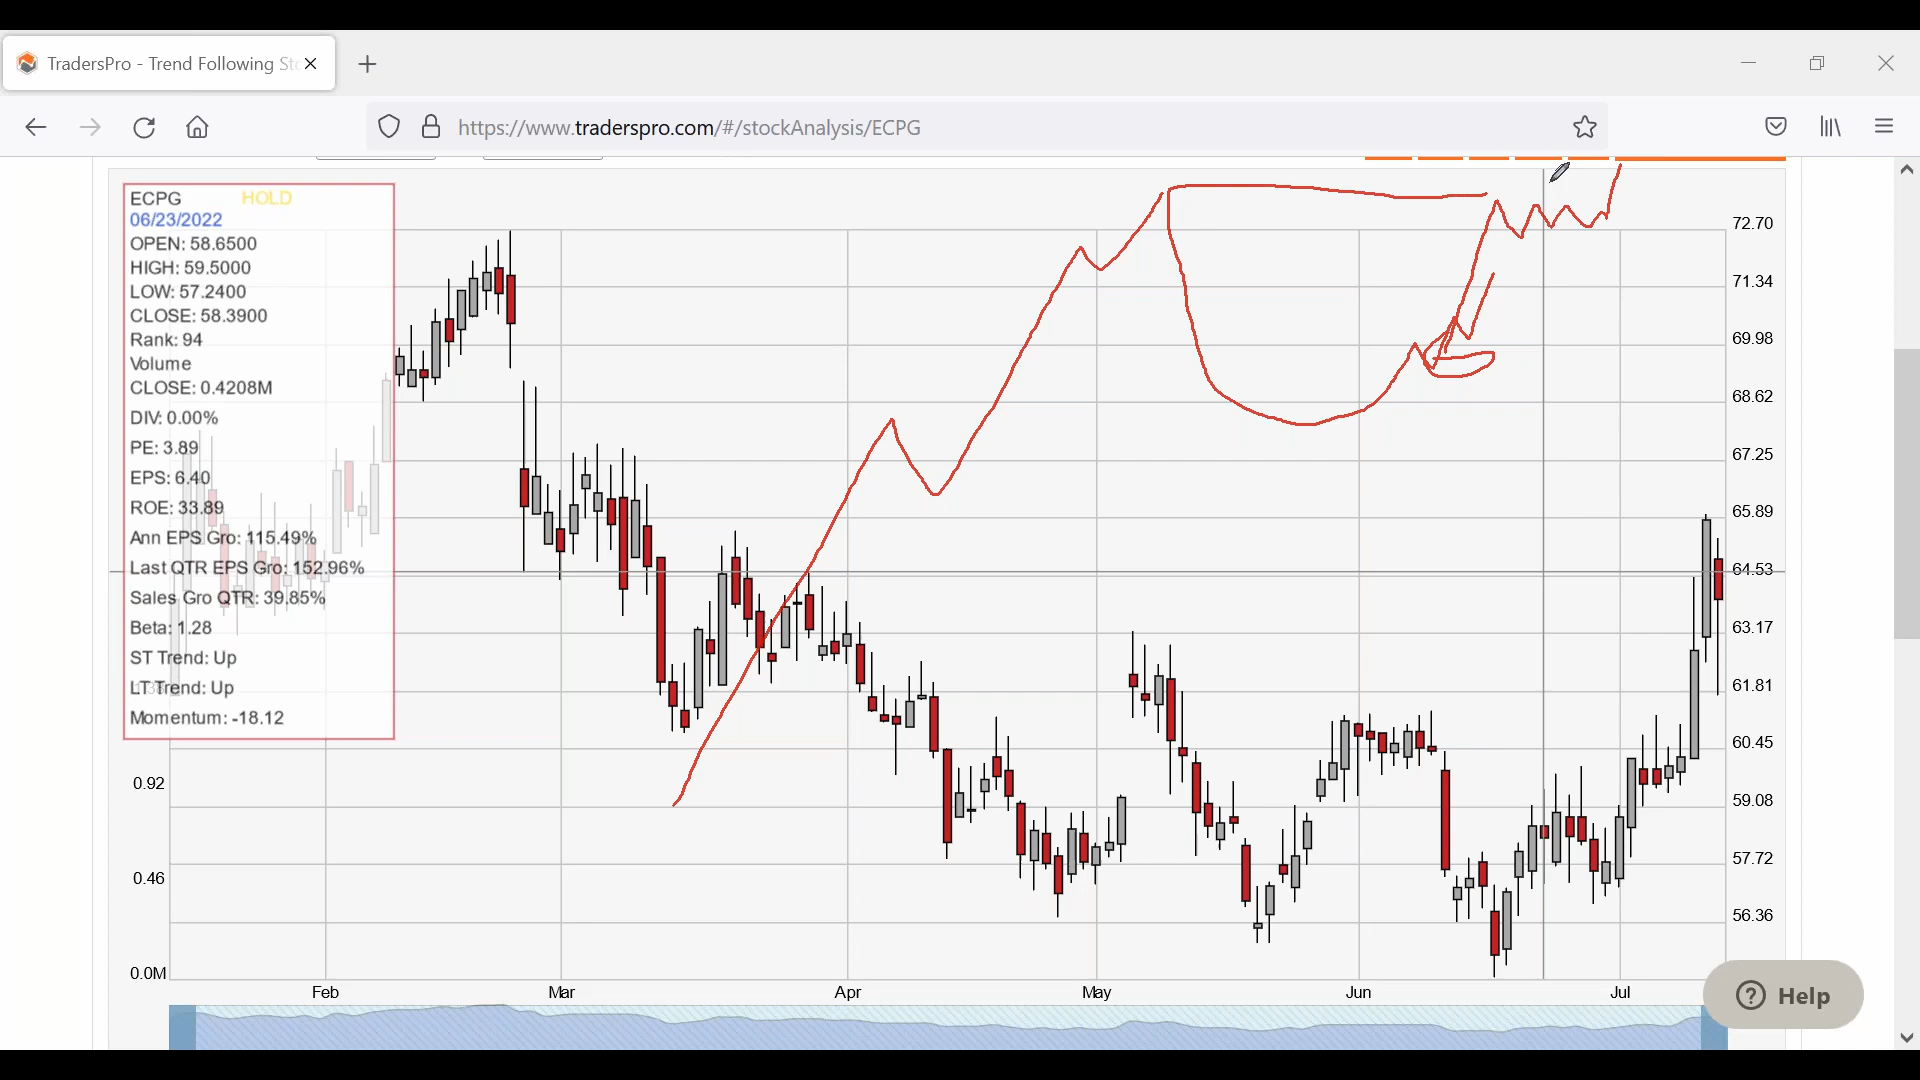 TradersPro - Trend Following Sto
https://www.traderspro.com/#/stockAnalysis/ECPG
ECPG HOLD
06/23/2022
OPEN: 58.6500
HIGH: 59.5000
LOW: 57.2400
CLOSE: 58.3900
Rank: 94
Volume
CLOSE: 0.4208M
DIV: 0.00%
PE: 3.89
EPS: 6.40
ROE: 33.89
Ann EPS Gro: 115.49%
Last QTR EPS Gro: 152.96%
Sales Gro QTR: 39.85%
Beta: 1.28
ST Trend: Up
LT Trend: Up
Momentum: -18.12
72.70
71.34
69.98
68.62
67.25
65.89
64.53
63.17
61.81
60.45
59.08
57.72
56.36
0.92
0.46
0.0M
Feb Mar Apr May Jun Jul
Help